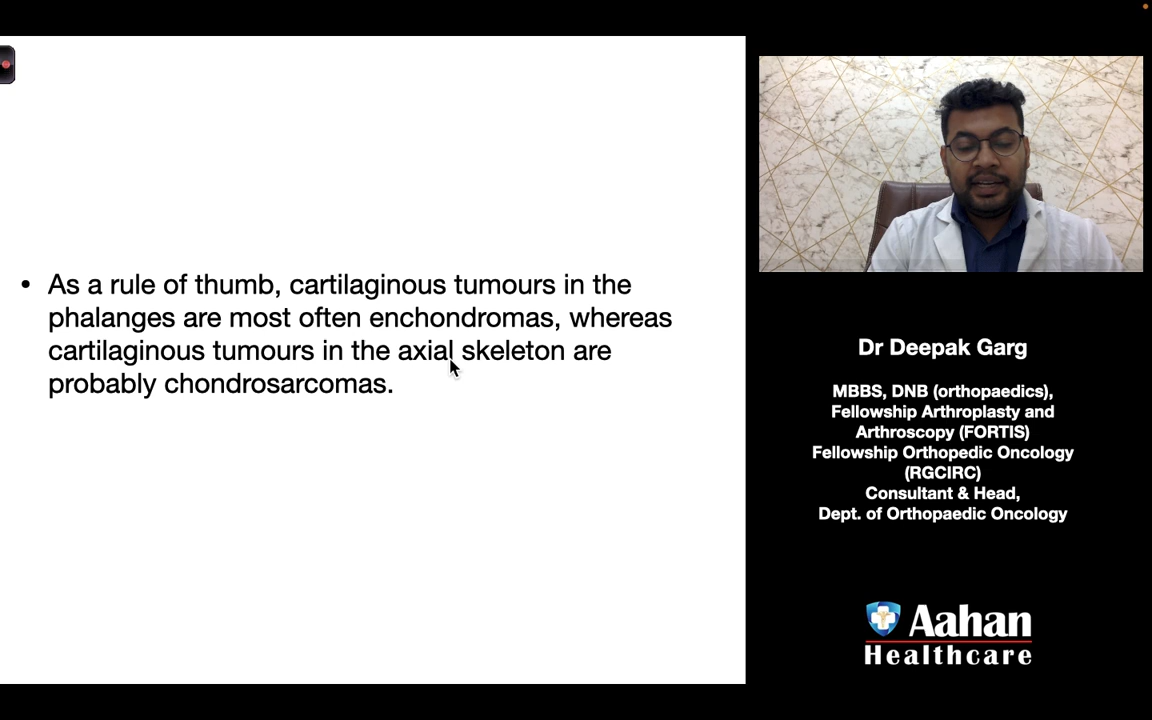 • As a rule of thumb, cartilaginous tumours in the
phalanges are most often enchondromas, whereas
cartilaginous tumours in the axial skeleton are
probably chondrosarcomas.
Dr Deepak Garg
MBBS, DNB (orthopaedics),
Fellowship Arthroplasty and
Arthroscopy (FORTIS)
Fellowship Orthopedic Oncology
(RGCIRC)
Consultant & Head,
Dept. of Orthopaedic Oncology
Aahan
Healthcare